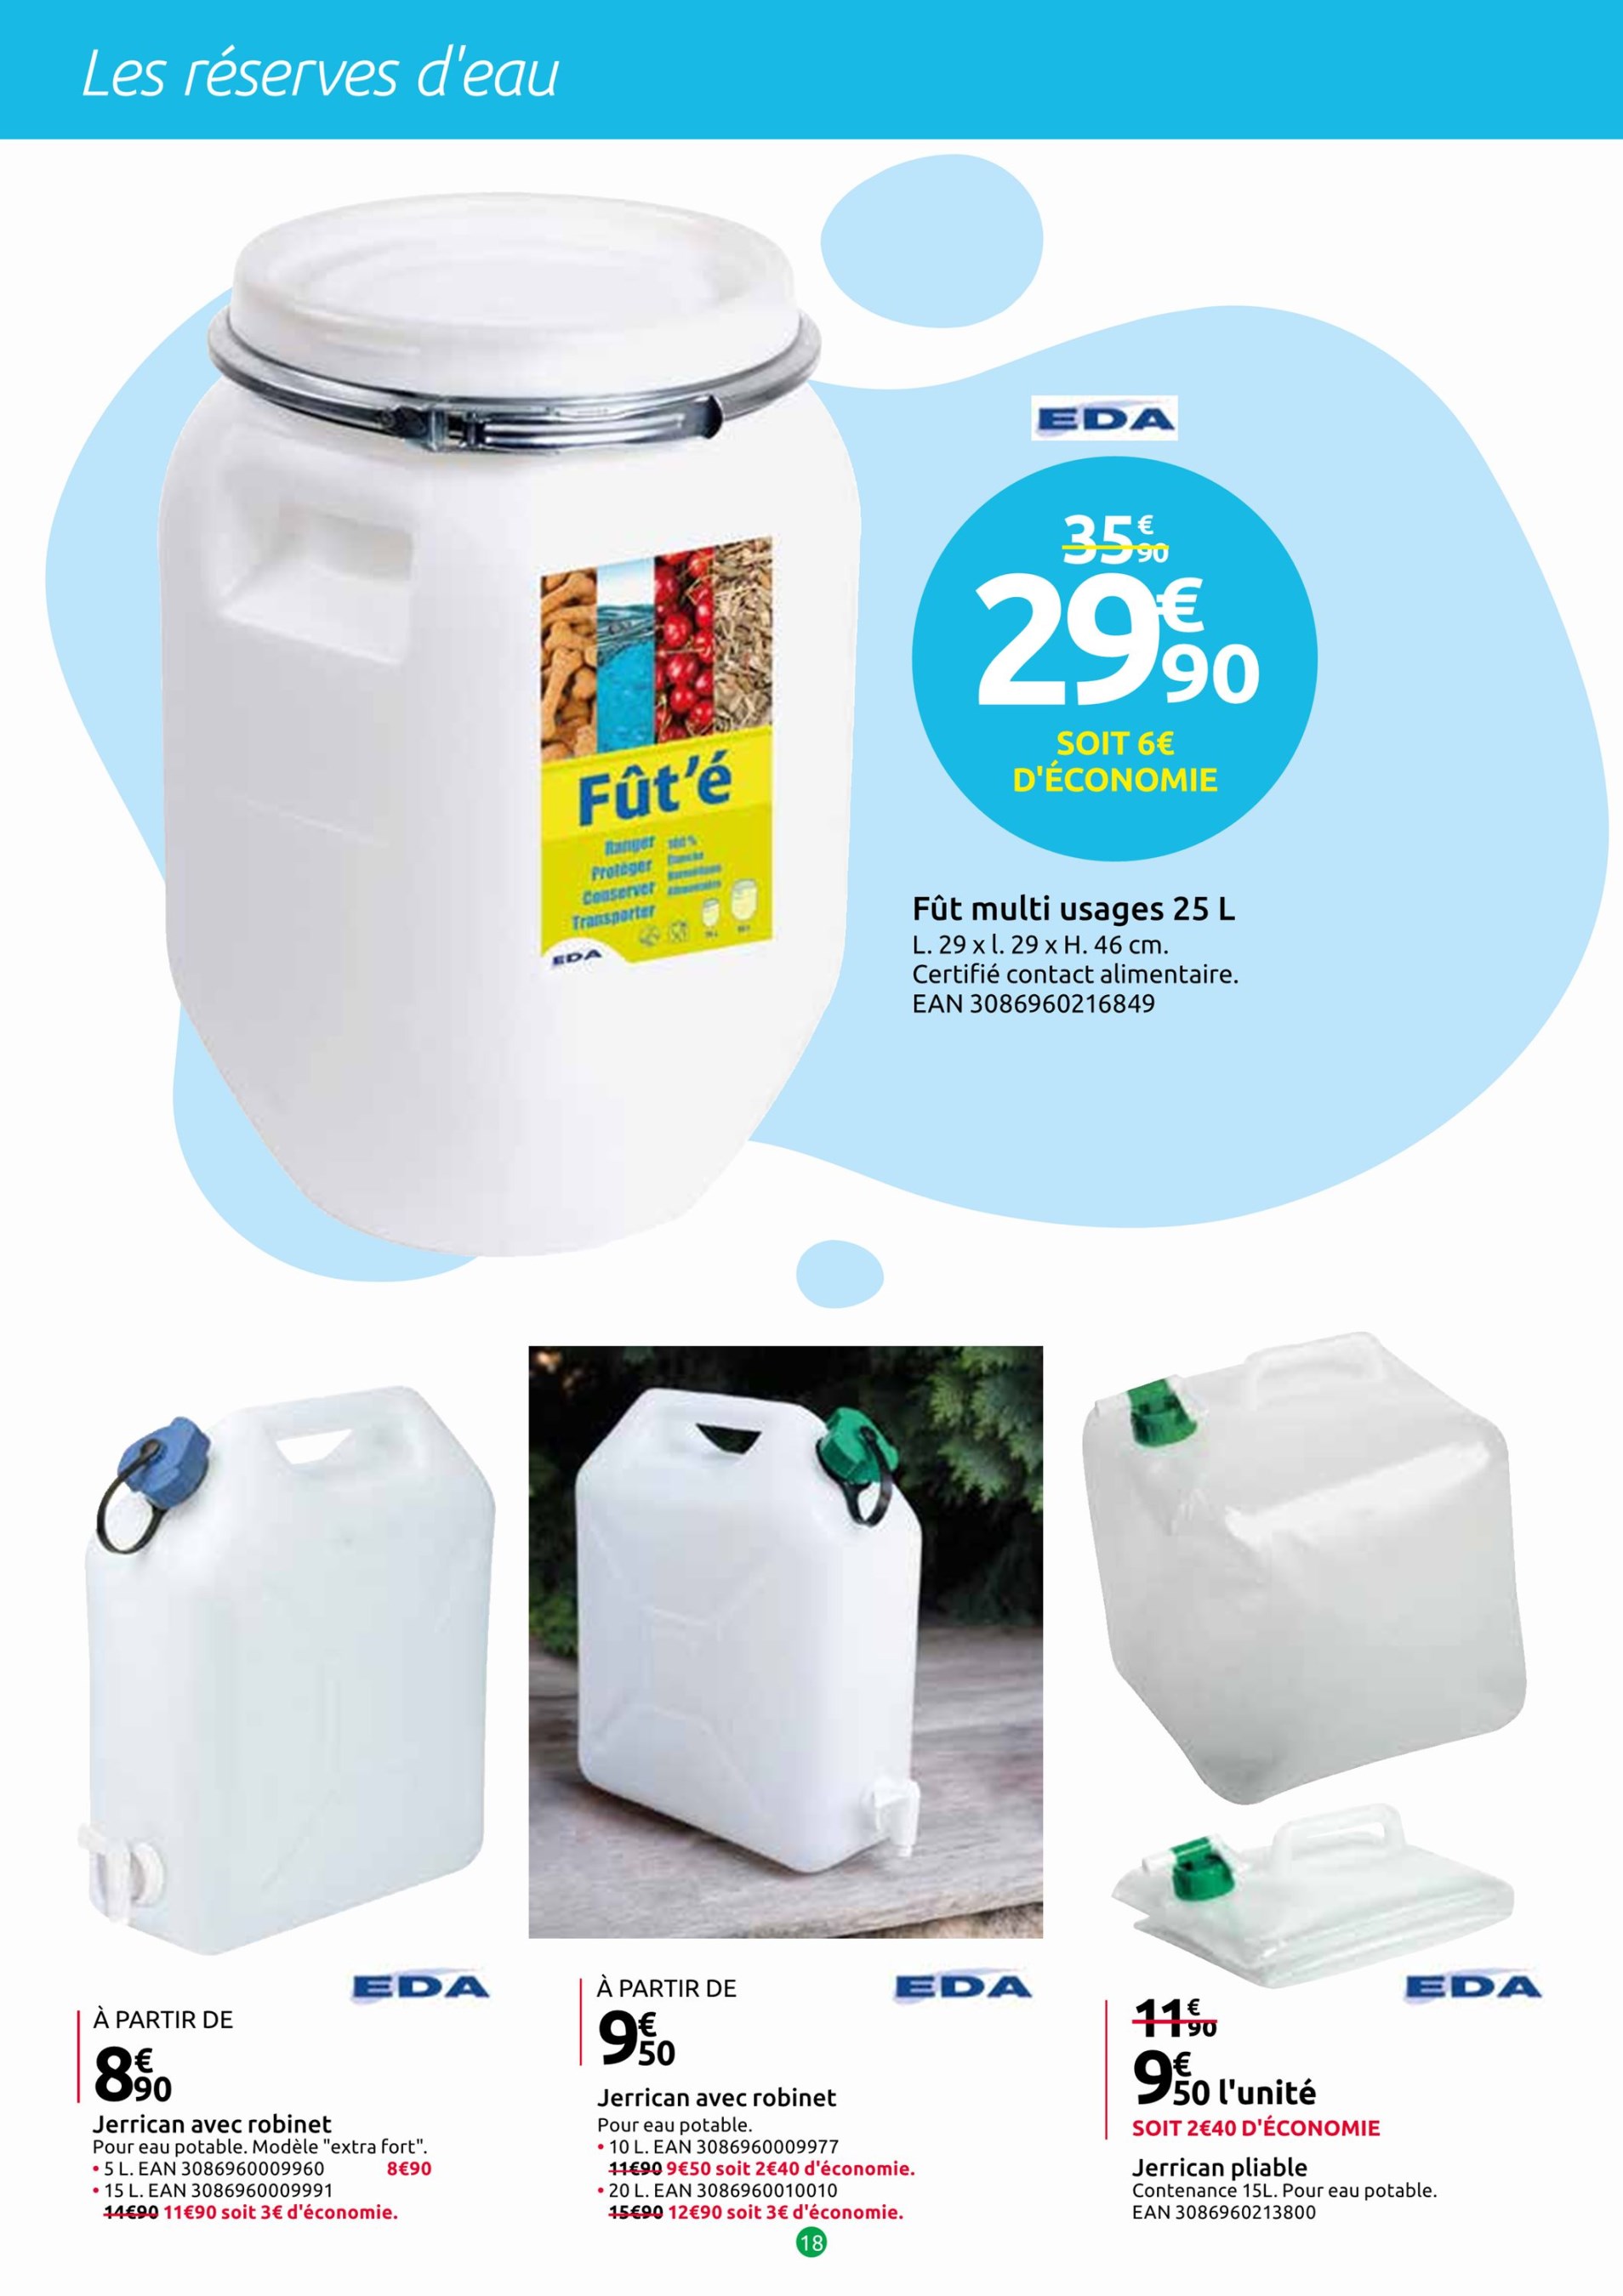 Les réserves d'eau
EDA
35€90
29€90
SOIT 6€
D'ÉCONOMIE
Fût'é
Ranger
Protéger
Conserver
Transporter
100 %
EDA
Fût multi usages 25 L
L. 29 x l. 29 x H. 46 cm.
Certifié contact alimentaire.
EAN 3086960216849
EDA
À PARTIR DE
8€90
Jerrican avec robinet
Pour eau potable. Modèle "extra fort".
• 5 L. EAN 3086960009960 8€90
• 15 L. EAN 3086960009991
14€90 11€90 soit 3€ d'économie.
EDA
À PARTIR DE
9€50
Jerrican avec robinet
Pour eau potable.
• 10 L. EAN 3086960009977
11€90 9€50 soit 2€40 d'économie.
• 20 L. EAN 3086960010010
15€90 12€90 soit 3€ d'économie.
EDA
11€90
9€50 l'unité
SOIT 2€40 D'ÉCONOMIE
Jerrican pliable
Contenance 15L. Pour eau potable.
EAN 3086960213800
18